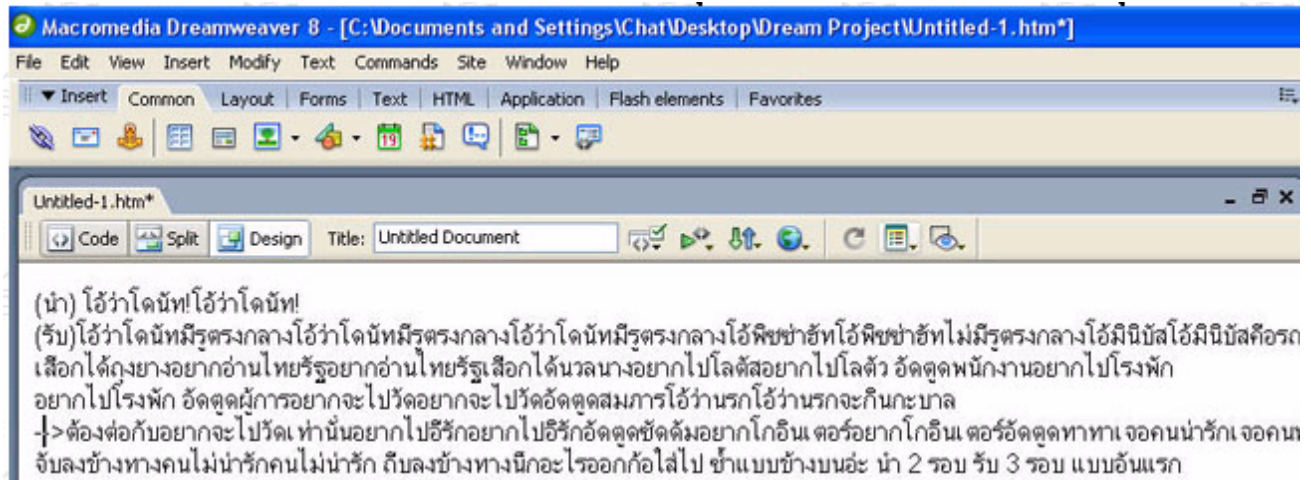 Macromedia Dreamweaver 8 - [C:\Documents and Settings\Chat\Desktop\Dream Project\Untitled-1.htm*]
File Edit View Insert Modify Text Commands Site Window Help
Insert Common Layout Forms Text HTML Application Flash elements Favorites
19
Untitled-1.htm*
Code Split Design Title: Untitled Document
(นำ) โอ้ว่าโดนัท!โอ้ว่าโดนัท!
(รับ)โอ้ว่าโดนัทมีรูตรงกลางโอ้ว่าโดนัทมีรูตรงกลางโอ้ว่าโดนัทมีรูตรงกลางโอ้พิชซ่าฮัทโอ้พิชซ่าฮัทไม่มีรูตรงกลางโอ้มินิบัสโอ้มินิบัสคือรถ
เสือกได้ถุงยางอยากอ่านไทยรัฐอยากอ่านไทยรัฐเสือกได้นวลนางอยากไปโลตัสอยากไปโลตัว อัดตูดพนักงานอยากไปโรงพัก
อยากไปโรงพัก อัดตูดผู้การอยากจะไปวัดอยากจะไปวัดอัดตูดสมภารโอ้ว่านรกโอ้ว่านรกจะกินกะบาล
-|>ต้องต่อกับอยากจะไปวัดเท่านั่นอยากไปอีรักอยากไปอีรักอัดตูดซัดดัมอยากโกอินเตอร์อยากโกอินเตอร์อัดตูดทาทาเจอคนน่ารักเจอคน
จับลงข้างทางคนไม่น่ารักคนไม่น่ารัก ถีบลงข้างทางนึกอะไรออกก้อใส่ไป ซ้ำแบบข้างบนอ่ะ นำ 2 รอบ รับ 3 รอบ แบบอันแรก